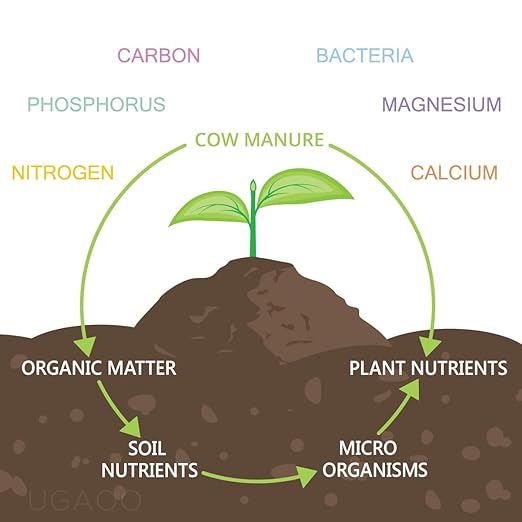 CARBON
BACTERIA
PHOSPHORUS
MAGNESIUM
COW MANURE
NITROGEN
CALCIUM
ORGANIC MATTER
PLANT NUTRIENTS
SOIL
NUTRIENTS
MICRO
ORGANISMS
UGAOO